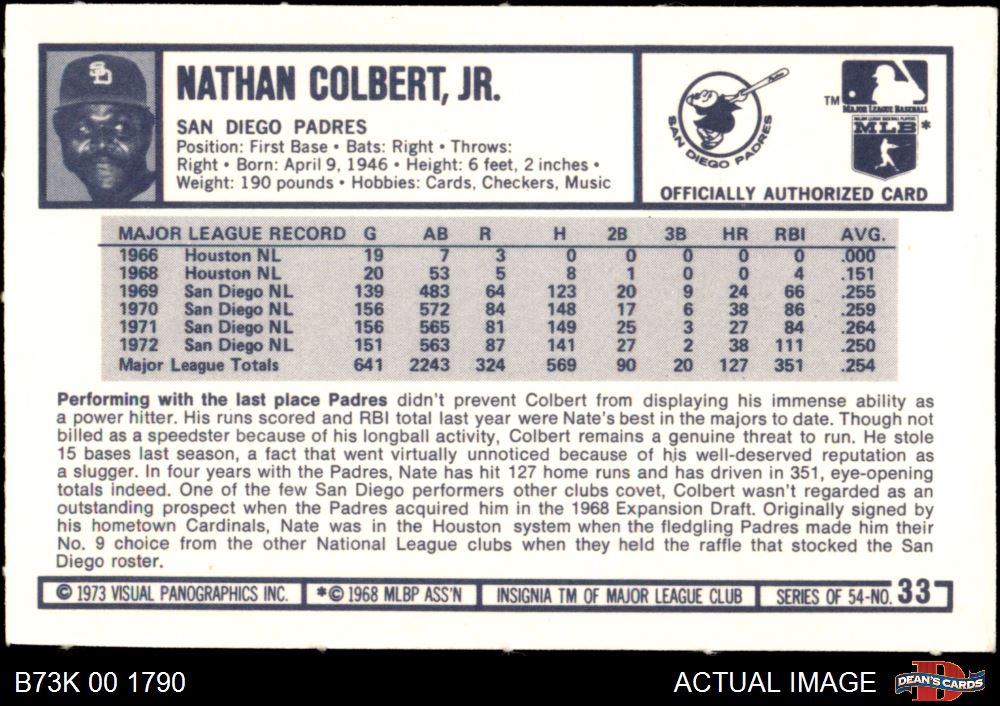 NATHAN COLBERT, JR.
SAN DIEGO PADRES
Position: First Base • Bats: Right • Throws:
Right • Born: April 9, 1946 • Height: 6 feet, 2 inches •
Weight: 190 pounds • Hobbies: Cards, Checkers, Music
SD
SAN DIEGO PADRES
TM
MAJOR LEAGUE BASEBALL
MAJOR LEAGUE BASEBALL PLAYERS
MLB *
OFFICIALLY AUTHORIZED CARD
MAJOR LEAGUE RECORD G AB R H 2B 3B HR RBI AVG.
1966 Houston NL 19 7 3 0 0 0 0 0 .000
1968 Houston NL 20 53 5 8 1 0 0 4 .151
1969 San Diego NL 139 483 64 123 20 9 24 66 .255
1970 San Diego NL 156 572 84 148 17 6 38 86 .259
1971 San Diego NL 156 565 81 149 25 3 27 84 .264
1972 San Diego NL 151 563 87 141 27 2 38 111 .250
Major League Totals 641 2243 324 569 90 20 127 351 .254
Performing with the last place Padres didn't prevent Colbert from displaying his immense ability as
a power hitter. His runs scored and RBI total last year were Nate's best in the majors to date. Though not
billed as a speedster because of his longball activity, Colbert remains a genuine threat to run. He stole
15 bases last season, a fact that went virtually unnoticed because of his well-deserved reputation as
a slugger. In four years with the Padres, Nate has hit 127 home runs and has driven in 351, eye-opening
totals indeed. One of the few San Diego performers other clubs covet, Colbert wasn't regarded as an
outstanding prospect when the Padres acquired him in the 1968 Expansion Draft. Originally signed by
his hometown Cardinals, Nate was in the Houston system when the fledgling Padres made him their
No. 9 choice from the other National League clubs when they held the raffle that stocked the San
Diego roster.
© 1973 VISUAL PANOGRAPHICS INC. *© 1968 MLBP ASS'N INSIGNIA TM OF MAJOR LEAGUE CLUB SERIES OF 54-NO. 33
B73K 00 1790 ACTUAL IMAGE DEAN'S CARDS